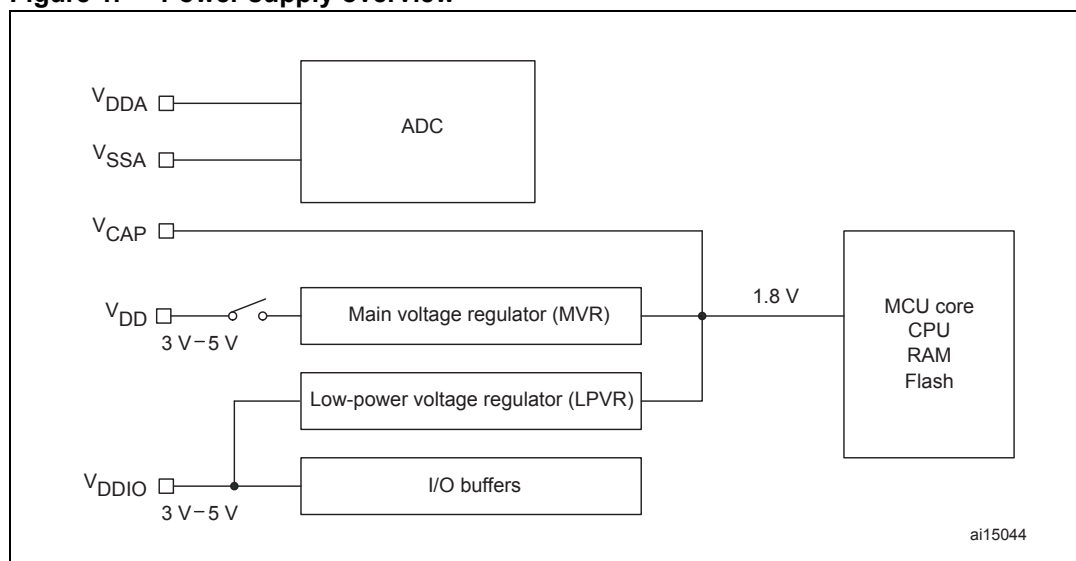 Figure 1. Power supply overview
VDDA
ADC
VSSA
VCAP
VDD
3 V–5 V
Main voltage regulator (MVR)
1.8 V
MCU core
CPU
RAM
Flash
Low-power voltage regulator (LPVR)
VDDIO
3 V–5 V
I/O buffers
ai15044